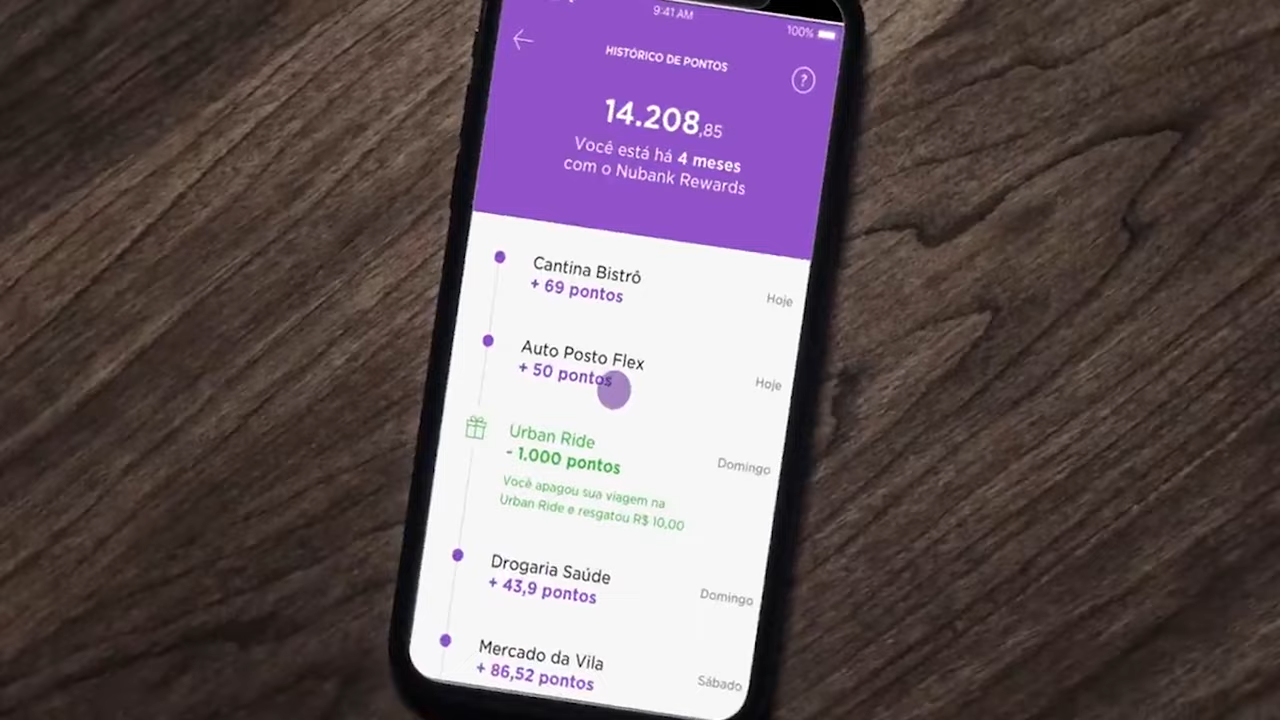 9:41 AM
100%
HISTÓRICO DE PONTOS
?
14.208,85
Você está há 4 meses
com o Nubank Rewards
Cantina Bistrô
+ 69 pontos
Hoje
Auto Posto Flex
+ 50 pontos
Hoje
Urban Ride
- 1.000 pontos
Domingo
Você apagou sua viagem na
Urban Ride e resgatou R$ 10,00
Drogaria Saúde
+ 43,9 pontos
Domingo
Mercado da Vila
+ 86,52 pontos
Sábado